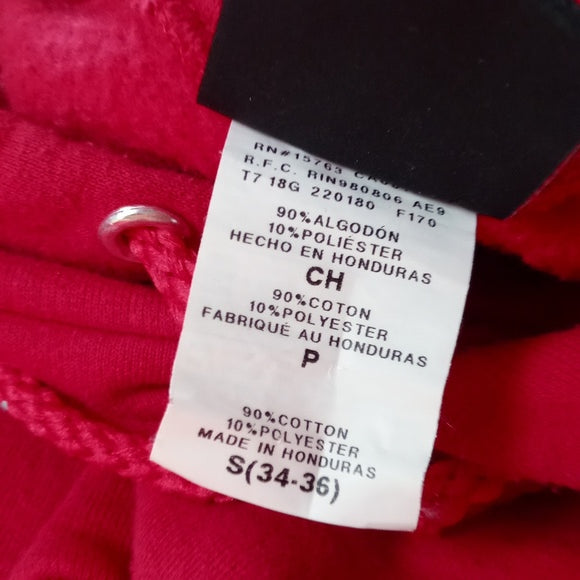 RN#15763
R.F.C. RIN980806 AE9
T7 18G 220180 F170
90%ALGODÓN
10%POLIÉSTER
HECHO EN HONDURAS
CH
90%COTON
10%POLYESTER
FABRIQUÉ AU HONDURAS
P
90%COTTON
10%POLYESTER
MADE IN HONDURAS
S(34-36)